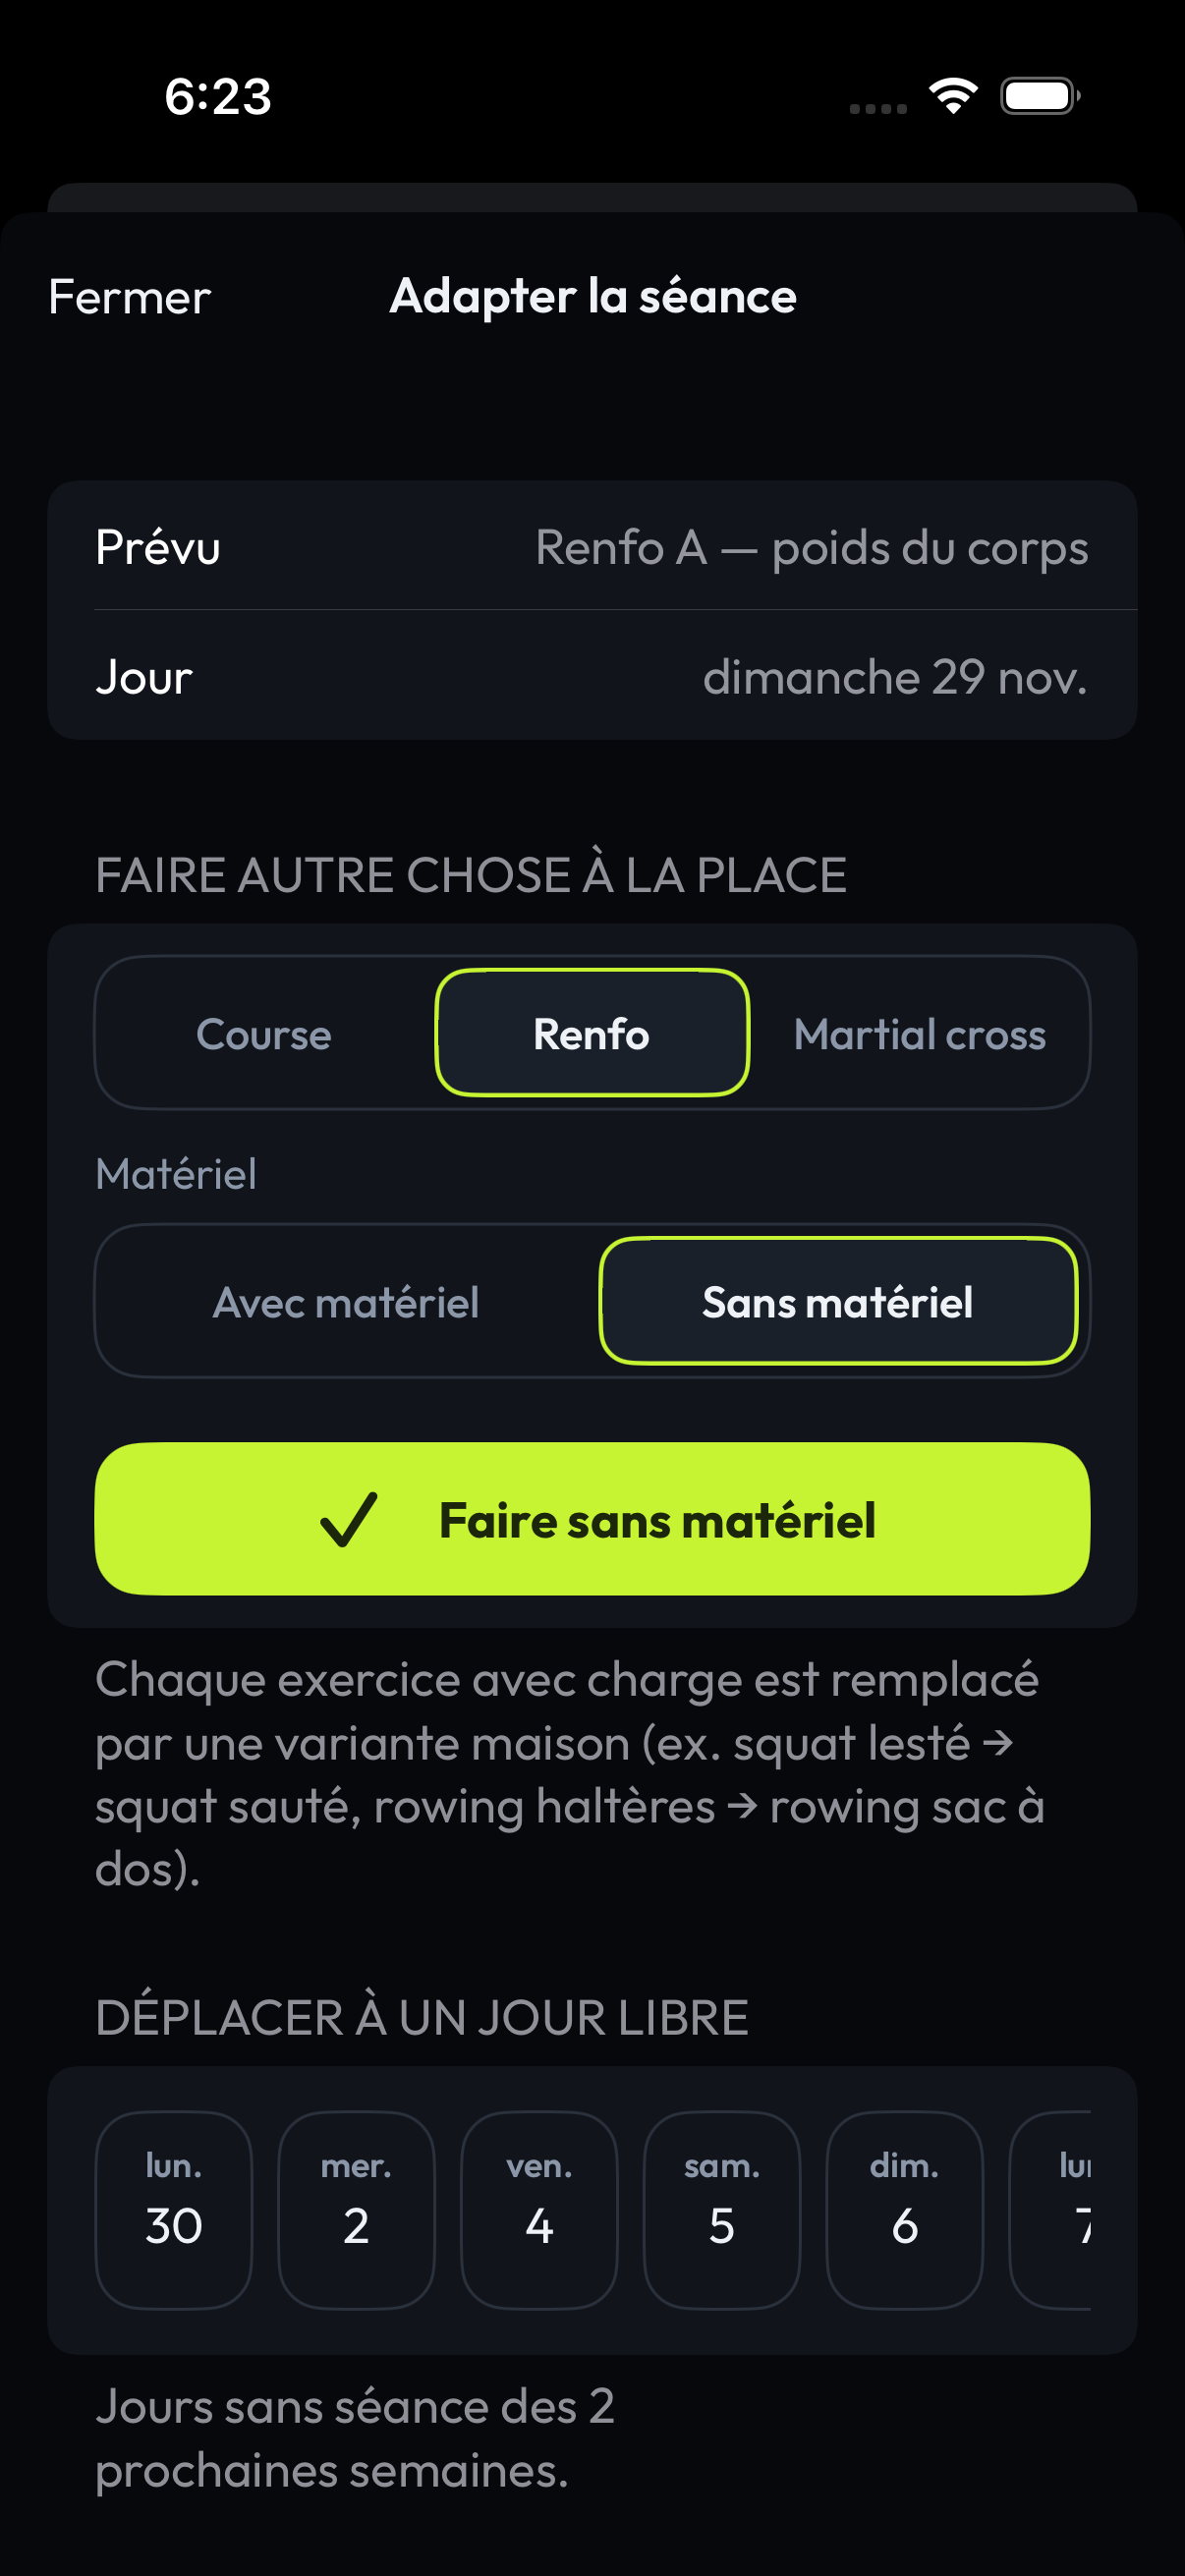 6:23
Fermer
Adapter la séance
Prévu
Renfo A — poids du corps
Jour
dimanche 29 nov.
FAIRE AUTRE CHOSE À LA PLACE
Course
Renfo
Martial cross
Matériel
Avec matériel
Sans matériel
Faire sans matériel
Chaque exercice avec charge est remplacé
par une variante maison (ex. squat lesté →
squat sauté, rowing haltères → rowing sac à
dos).
DÉPLACER À UN JOUR LIBRE
lun.
30
mer.
2
ven.
4
sam.
5
dim.
6
Jours sans séance des 2
prochaines semaines.